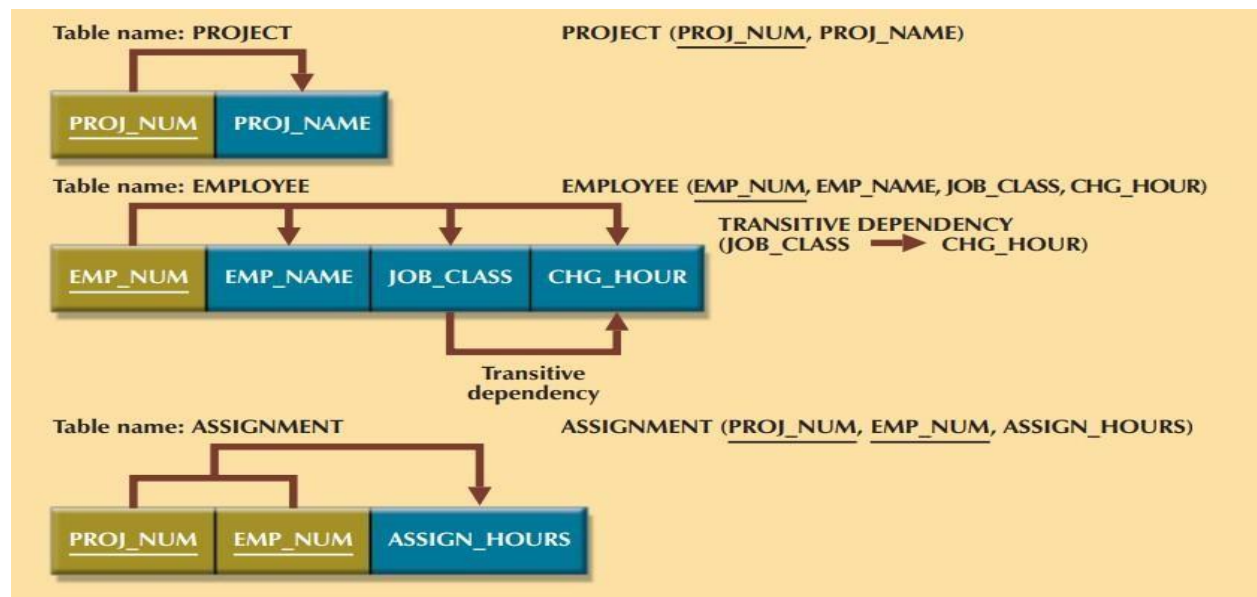 Table name: PROJECT
PROJECT (PROJ_NUM, PROJ_NAME)
PROJ_NUM PROJ_NAME
Table name: EMPLOYEE
EMPLOYEE (EMP_NUM, EMP_NAME, JOB_CLASS, CHG_HOUR)
TRANSITIVE DEPENDENCY
(JOB_CLASS CHG_HOUR)
EMP_NUM EMP_NAME JOB_CLASS CHG_HOUR
Transitive
dependency
Table name: ASSIGNMENT
ASSIGNMENT (PROJ_NUM, EMP_NUM, ASSIGN_HOURS)
PROJ_NUM EMP_NUM ASSIGN_HOURS